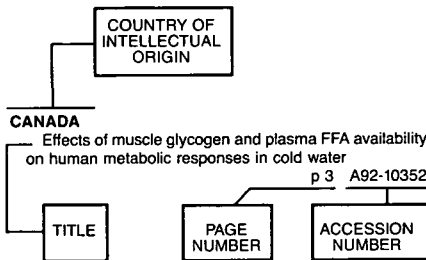 COUNTRY OF
INTELLECTUAL
ORIGIN
CANADA
Effects of muscle glycogen and plasma FFA availability
on human metabolic responses in cold water
p 3 A92-10352
TITLE
PAGE
NUMBER
ACCESSION
NUMBER